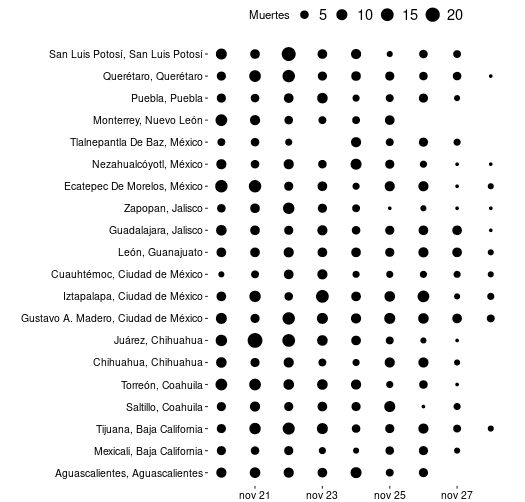 Muertes 5 10 15 20
San Luis Potosí, San Luis Potosí
Querétaro, Querétaro
Puebla, Puebla
Monterrey, Nuevo León
Tlalnepantla De Baz, México
Nezahualcóyotl, México
Ecatepec De Morelos, México
Zapopan, Jalisco
Guadalajara, Jalisco
León, Guanajuato
Cuauhtémoc, Ciudad de México
Iztapalapa, Ciudad de México
Gustavo A. Madero, Ciudad de México
Juárez, Chihuahua
Chihuahua, Chihuahua
Torreón, Coahuila
Saltillo, Coahuila
Tijuana, Baja California
Mexicali, Baja California
Aguascalientes, Aguascalientes
nov 21 nov 23 nov 25 nov 27